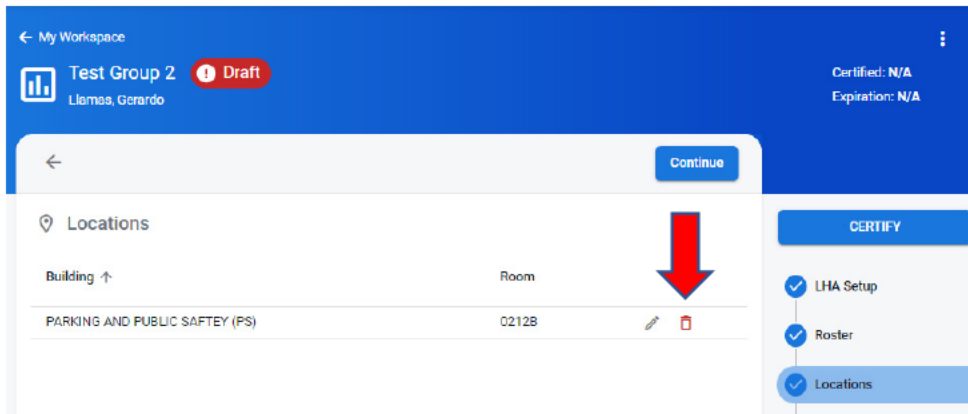 My Workspace
Test Group 2 Draft
Llamas, Gerardo
Certified: N/A
Expiration: N/A
Continue
Locations
Building Room
PARKING AND PUBLIC SAFTEY (PS) 0212B
CERTIFY
LHA Setup
Roster
Locations